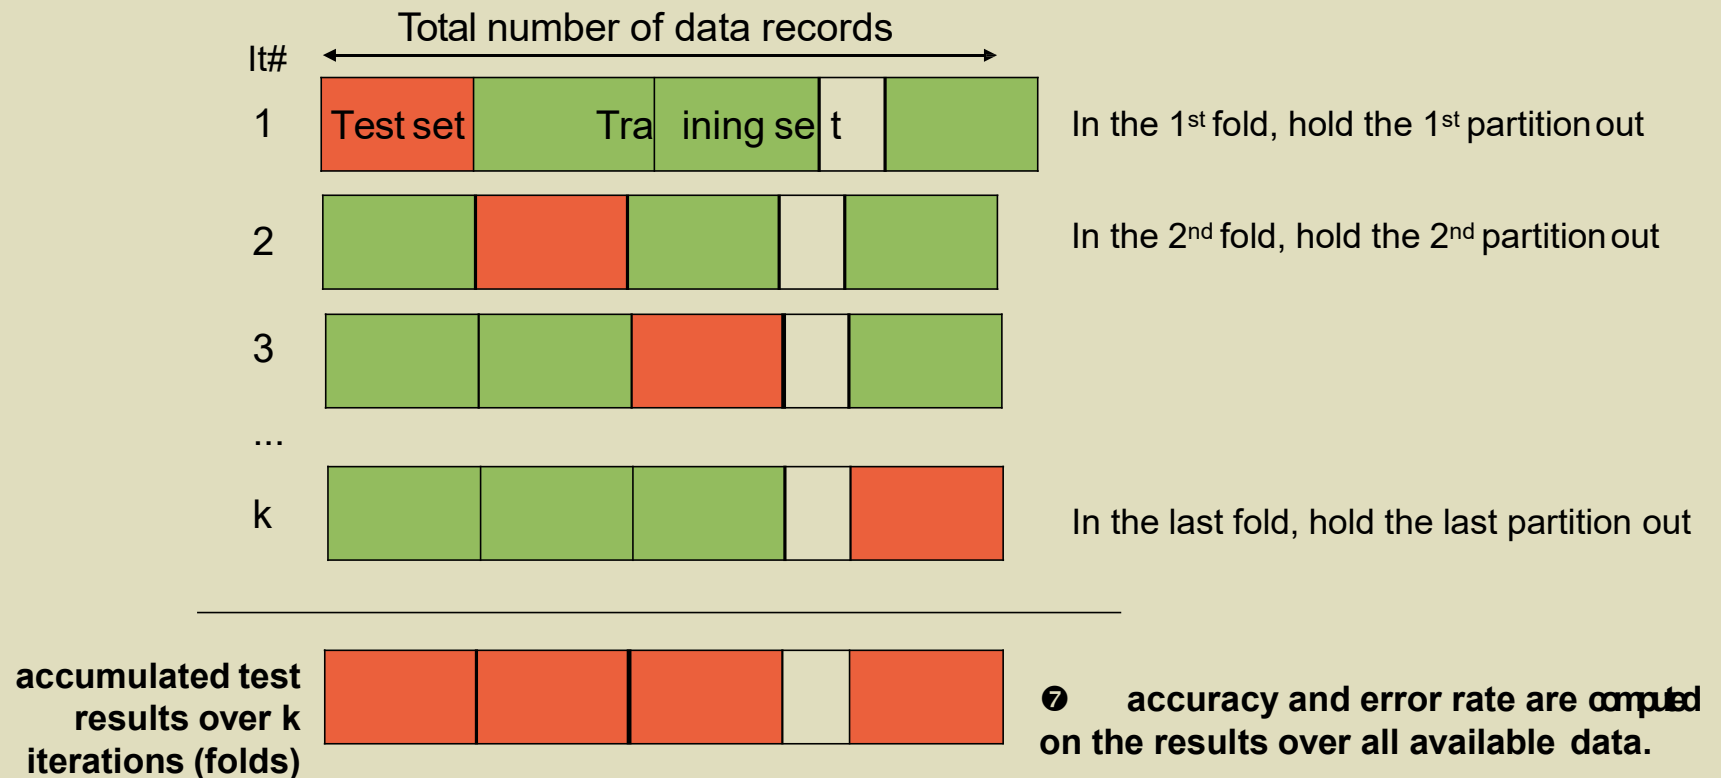 Total number of data records
It#
1 Test set Training set In the 1st fold, hold the 1st partition out
2 In the 2nd fold, hold the 2nd partition out
3
...
k In the last fold, hold the last partition out
accumulated test
results over k
iterations (folds)
❼ accuracy and error rate are computed
on the results over all available data.